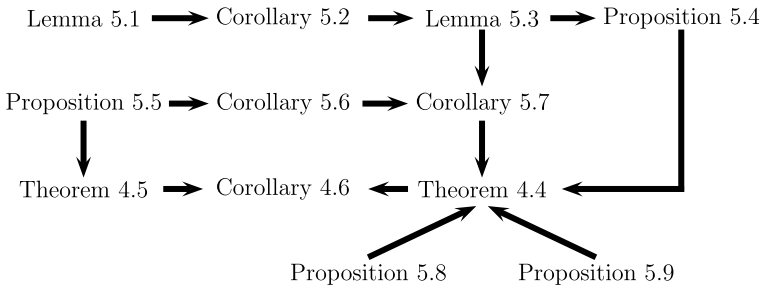 Lemma 5.1 Corollary 5.2 Lemma 5.3 Proposition 5.4
Proposition 5.5 Corollary 5.6 Corollary 5.7
Theorem 4.5 Corollary 4.6 Theorem 4.4
Proposition 5.8 Proposition 5.9